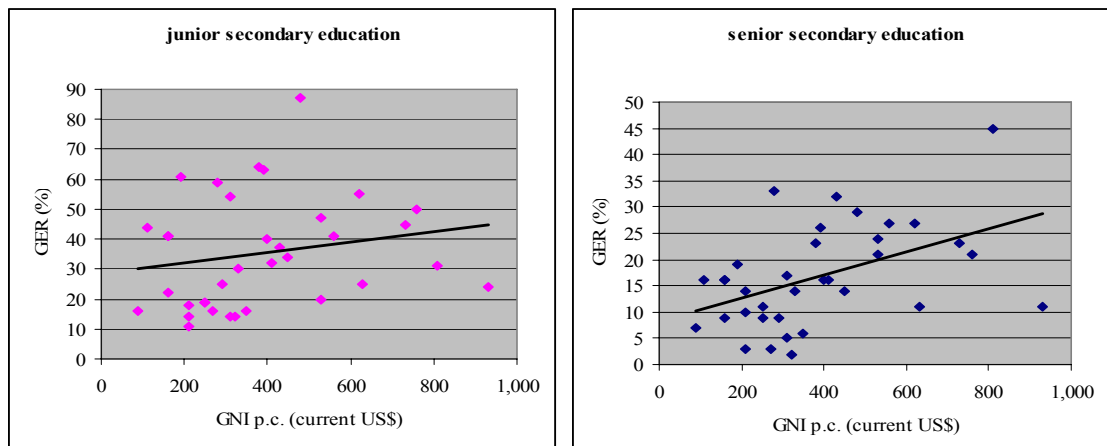 junior secondary education
90
80
70
60
50
40
30
20
10
0
GER (%)
0 200 400 600 800 1,000
GNI p.c. (current US$)
senior secondary education
50
45
40
35
30
25
20
15
10
5
0
GER (%)
0 200 400 600 800 1,000
GNI p.c. (current US$)